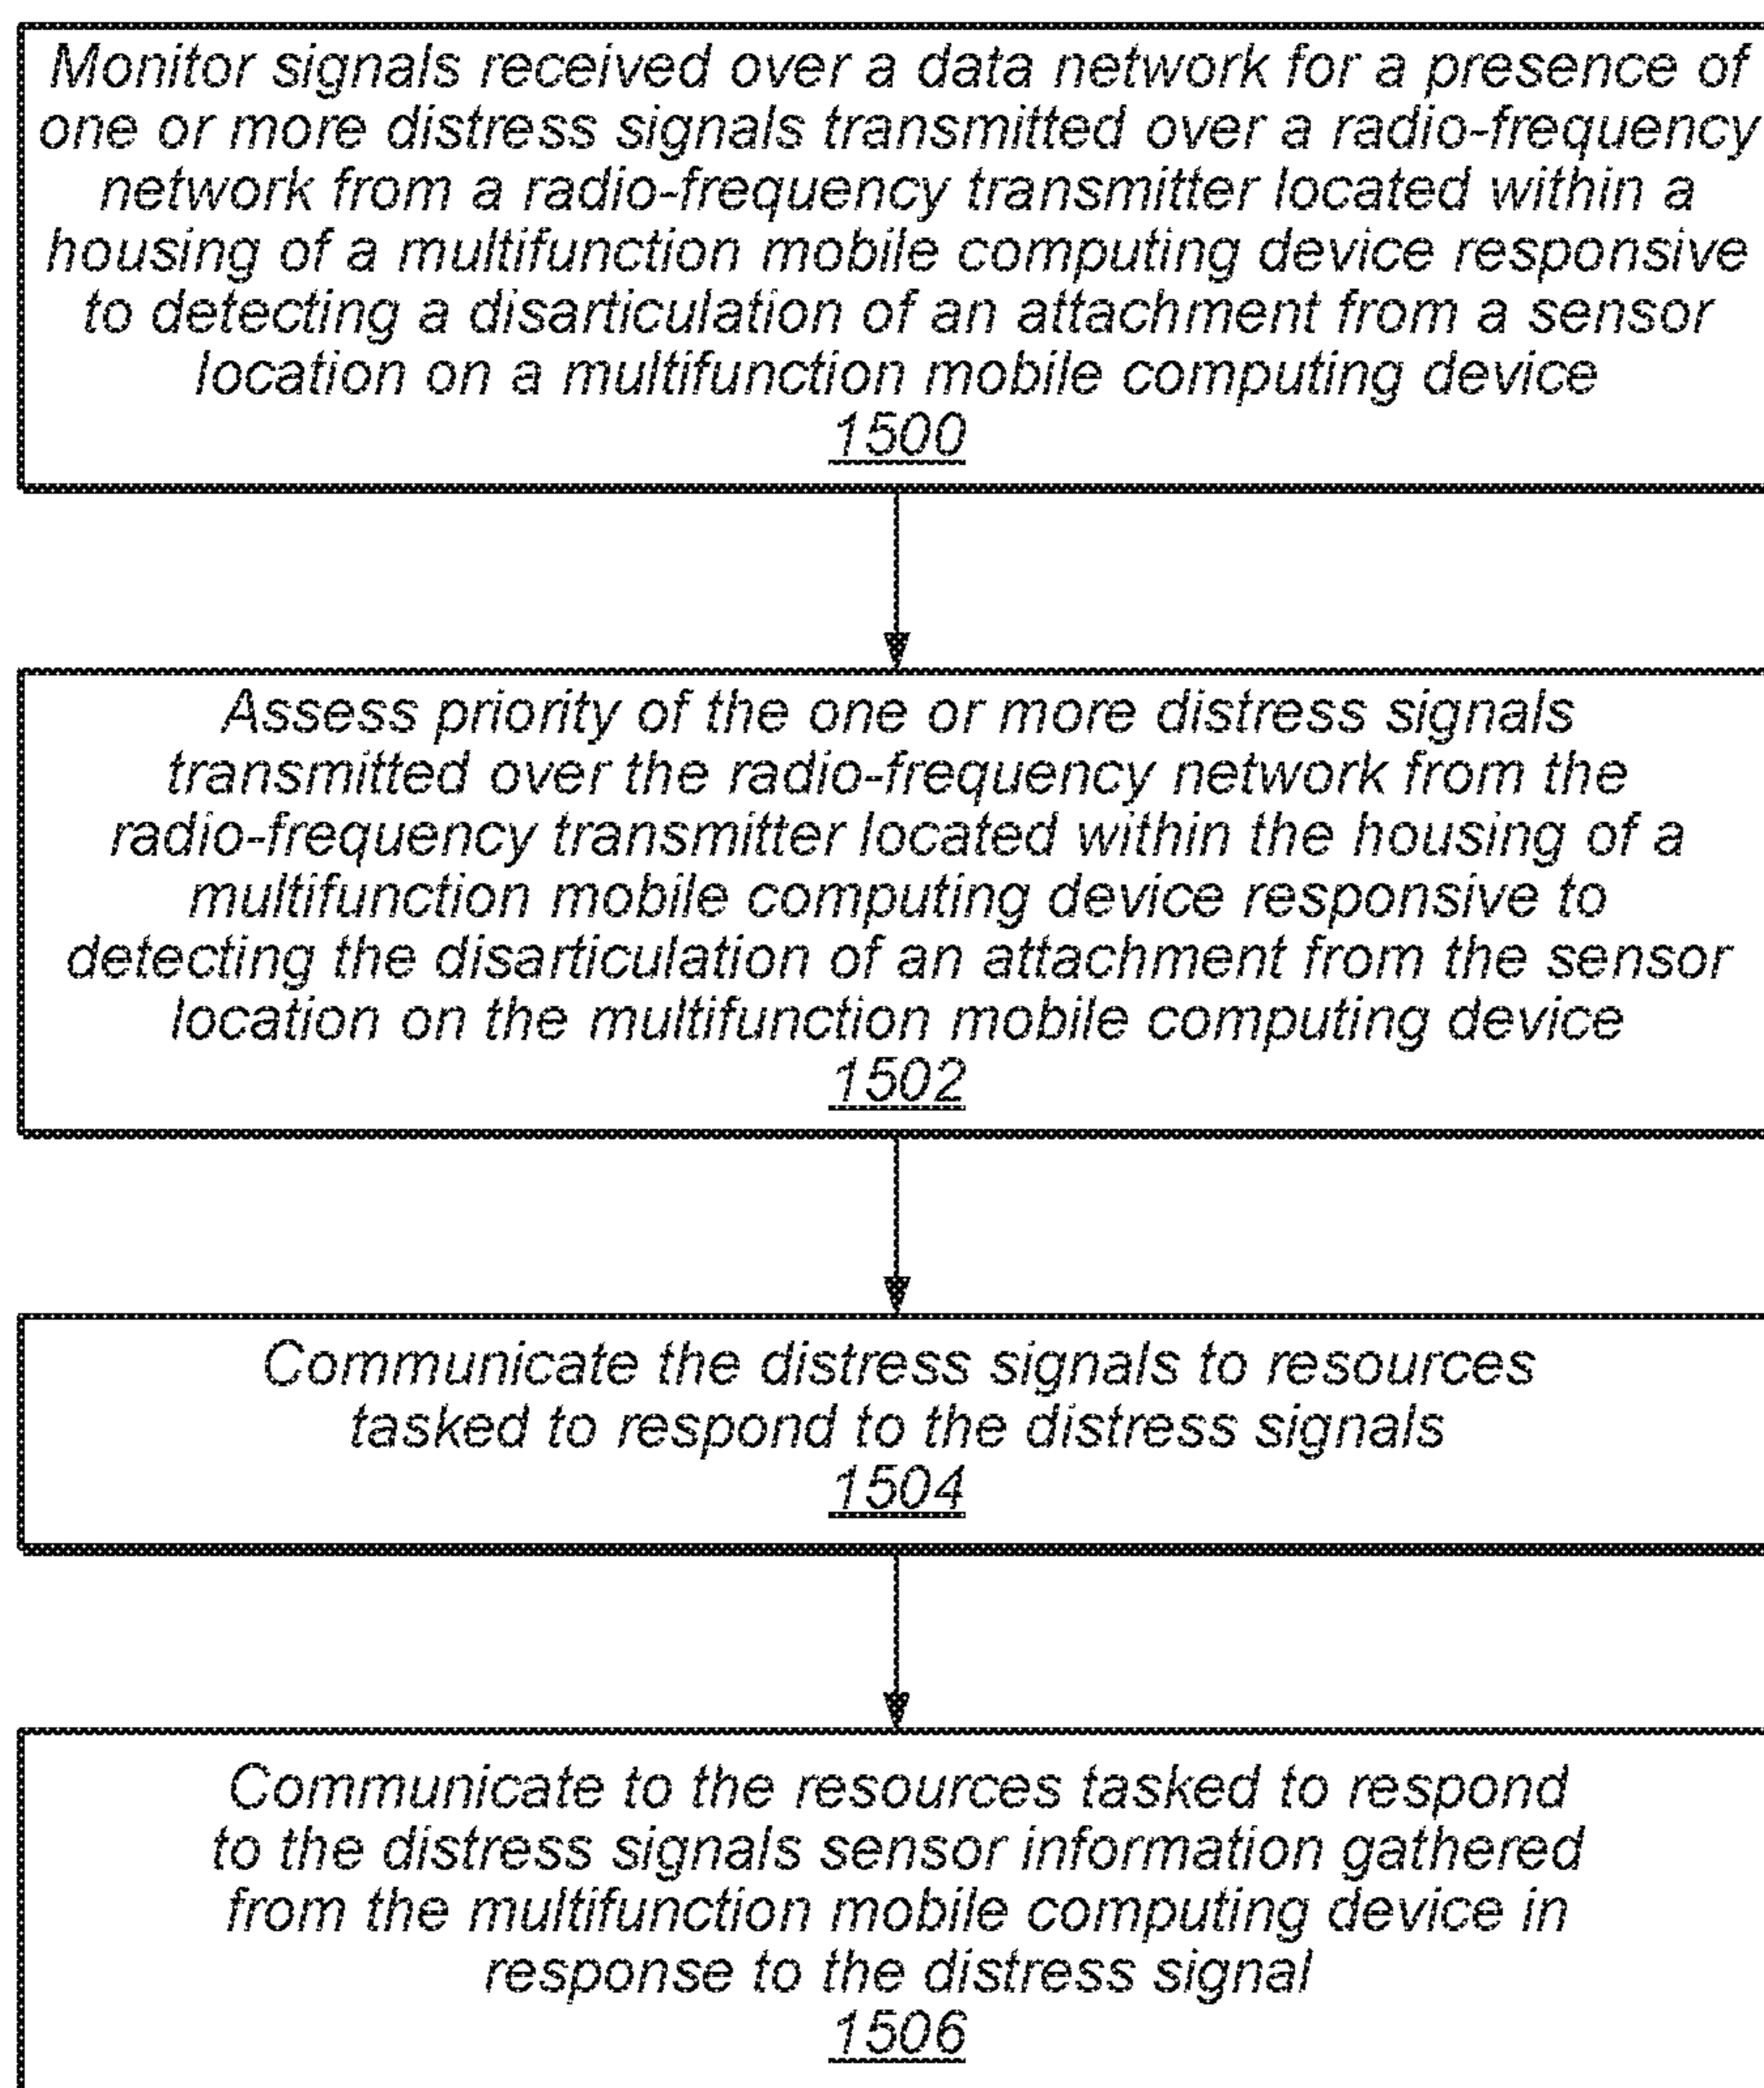 Monitor signals received over a data network for a presence of
one or more distress signals transmitted over a radio-frequency
network from a radio-frequency transmitter located within a
housing of a multifunction mobile computing device responsive
to detecting a disarticulation of an attachment from a sensor
location on a multifunction mobile computing device
1500
Assess priority of the one or more distress signals
transmitted over the radio-frequency network from the
radio-frequency transmitter located within the housing of a
multifunction mobile computing device responsive to
detecting the disarticulation of an attachment from the sensor
location on the multifunction mobile computing device
1502
Communicate the distress signals to resources
tasked to respond to the distress signals
1504
Communicate to the resources tasked to respond
to the distress signals sensor information gathered
from the multifunction mobile computing device in
response to the distress signal
1506